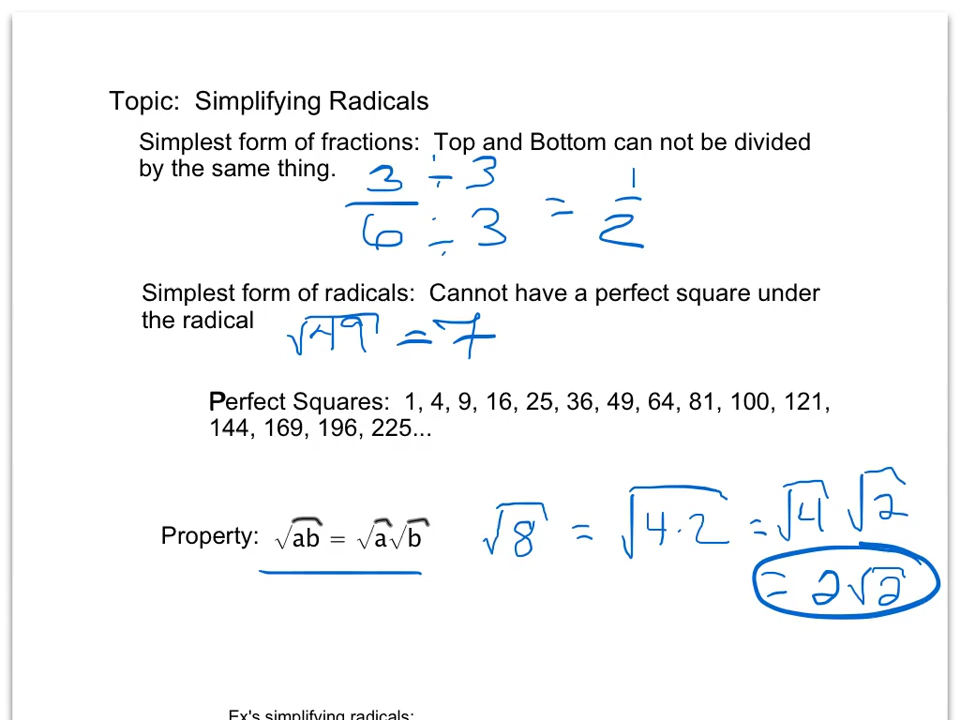 Topic: Simplifying Radicals
Simplest form of fractions: Top and Bottom can not be divided
by the same thing.
3/6 ÷ 3/÷ 3 = 1/2
Simplest form of radicals: Cannot have a perfect square under
the radical
√49 = 7
Perfect Squares: 1, 4, 9, 16, 25, 36, 49, 64, 81, 100, 121,
144, 169, 196, 225...
Property: √ab = √a√b √8 = √4·2 = √4 √2
= 2√2
Ex's simplifying radicals: